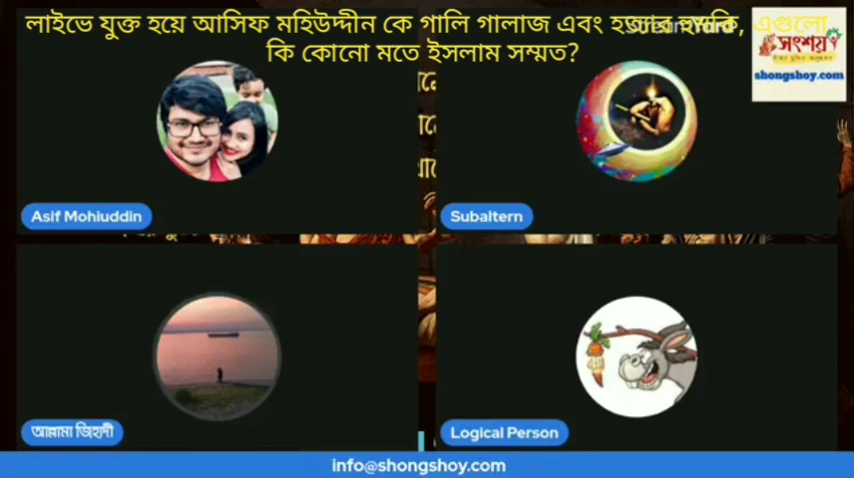 লাইভে যুক্ত হয়ে আসিফ মহিউদ্দীন কে গালি গালাজ এবং হত্যার হুমকি, এগুলো
কি কোনো মতে ইসলাম সম্মত?
সংশয়
shongshoy.com
Asif Mohiuddin
Subaltern
আল্লামা জিহাদী
Logical Person
info@shongshoy.com